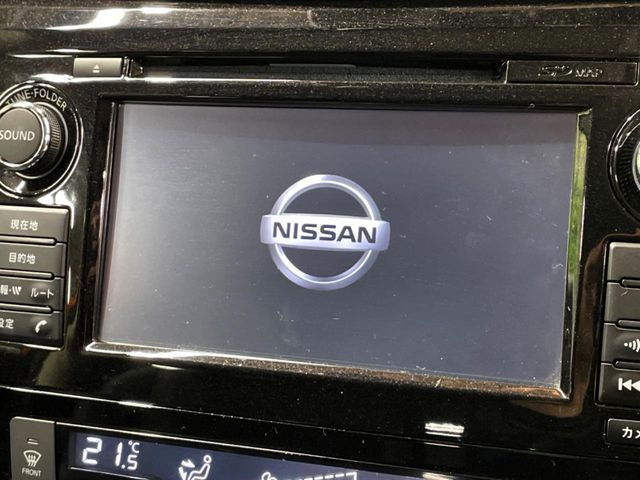 SD MAP
TUNE·FOLDER
SOUND
NISSAN
現在地
目的地
ルート
設定
カメ
21.5℃
FRONT